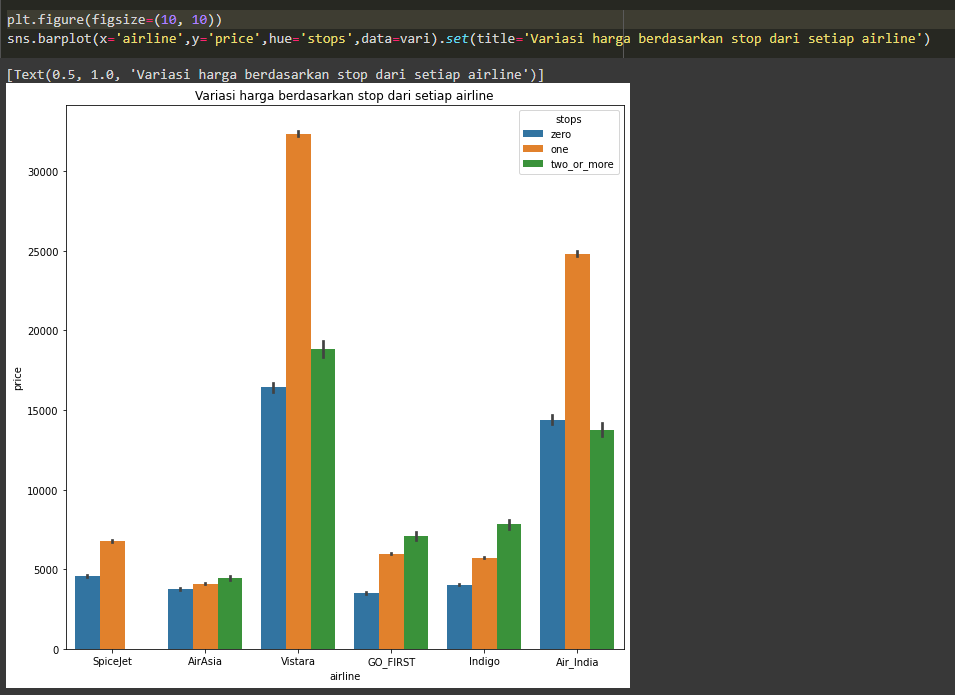 plt.figure(figsize=(10, 10))
sns.barplot(x='airline',y='price',hue='stops',data=vari).set(title='Variasi harga berdasarkan stop dari setiap airline')
[Text(0.5, 1.0, 'Variasi harga berdasarkan stop dari setiap airline')]
Variasi harga berdasarkan stop dari setiap airline
stops
zero
one
two_or_more
30000
25000
20000
15000
10000
5000
0
price
SpiceJet AirAsia Vistara GO_FIRST Indigo Air_India
airline